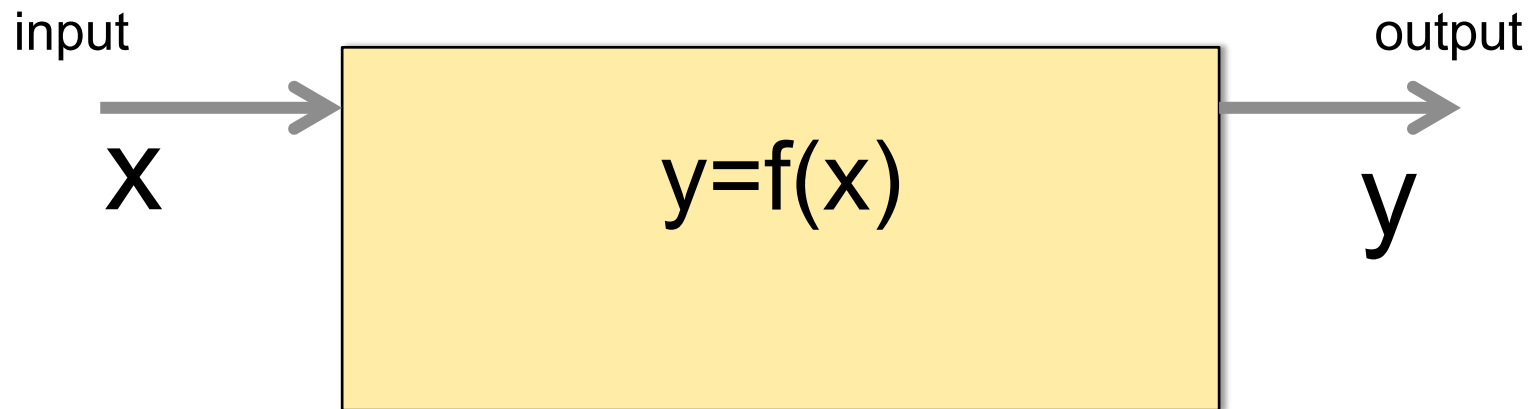 input
output
x
y=f(x)
y